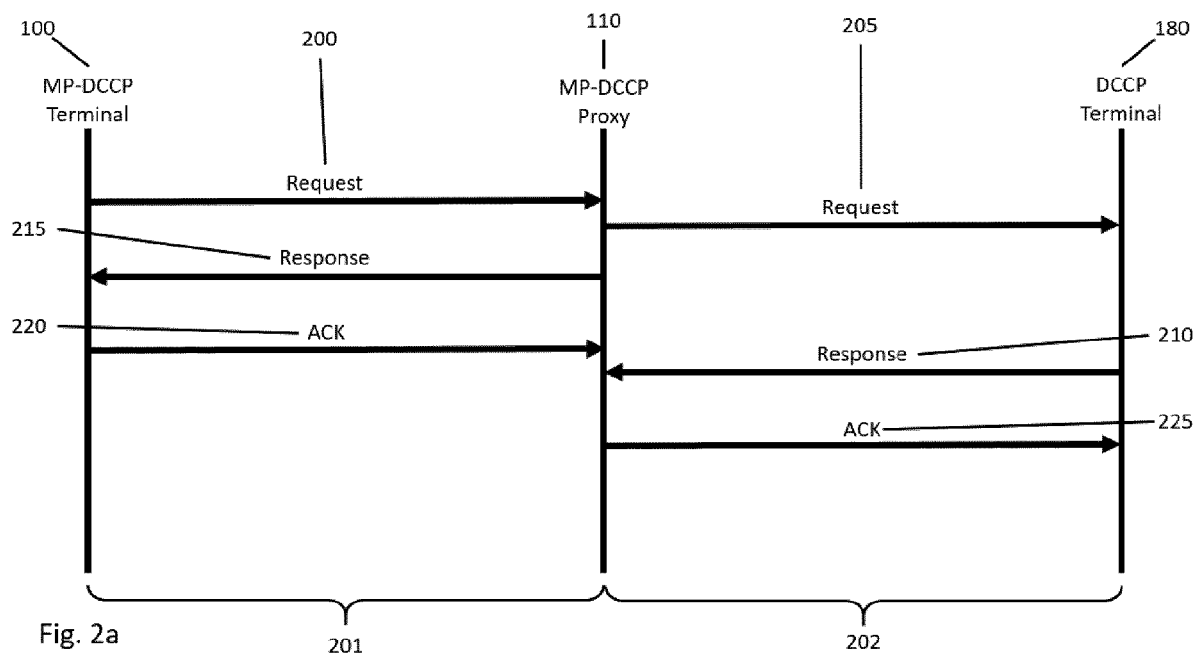 100
200
110
205
180
MP-DCCP
Terminal
MP-DCCP
Proxy
DCCP
Terminal
Request
Request
215
Response
220
ACK
Response
210
ACK
225
Fig. 2a
201
202